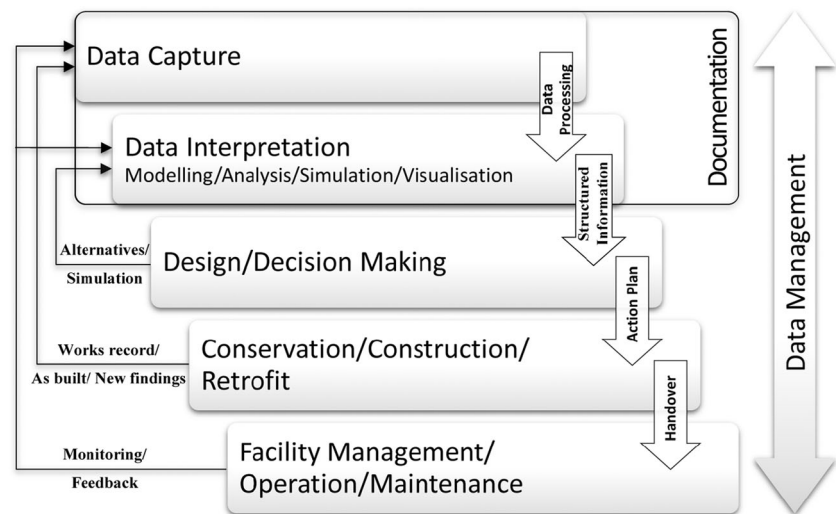 Data Capture
Data
Processing
Documentation
Data Interpretation
Modelling/Analysis/Simulation/Visualisation
Structured
Information
Alternatives/
Simulation
Design/Decision Making
Action Plan
Works record/
As built/ New findings
Conservation/Construction/
Retrofit
Handover
Monitoring/
Feedback
Facility Management/
Operation/Maintenance
Data Management